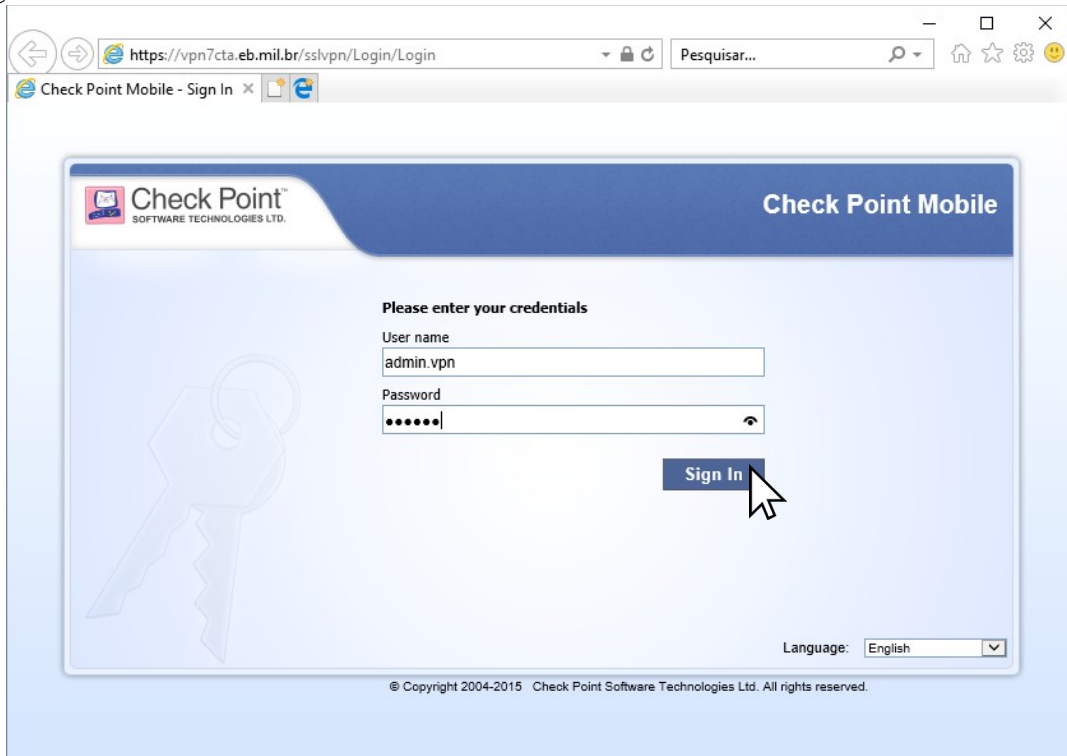 https://vpn7cta.eb.mil.br/sslvpn/Login/Login
Pesquisar...
Check Point Mobile - Sign In
Check Point™
SOFTWARE TECHNOLOGIES LTD.
Check Point Mobile
Please enter your credentials
User name
admin.vpn
Password
••••••
Sign In
Language: English
© Copyright 2004-2015 Check Point Software Technologies Ltd. All rights reserved.